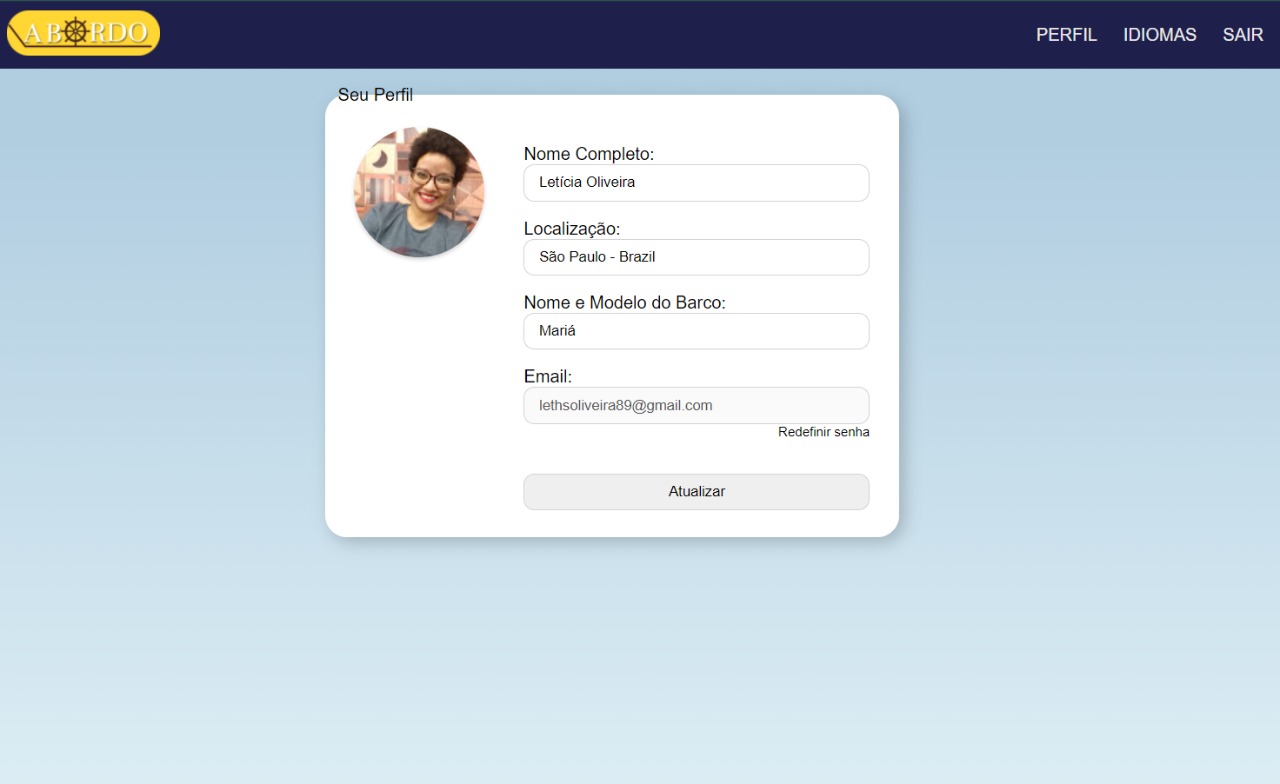 ABORDO
PERFIL IDIOMAS SAIR
Seu Perfil
Nome Completo:
Letícia Oliveira
Localização:
São Paulo - Brazil
Nome e Modelo do Barco:
Mariá
Email:
lethsoliveira89@gmail.com
Redefinir senha
Atualizar